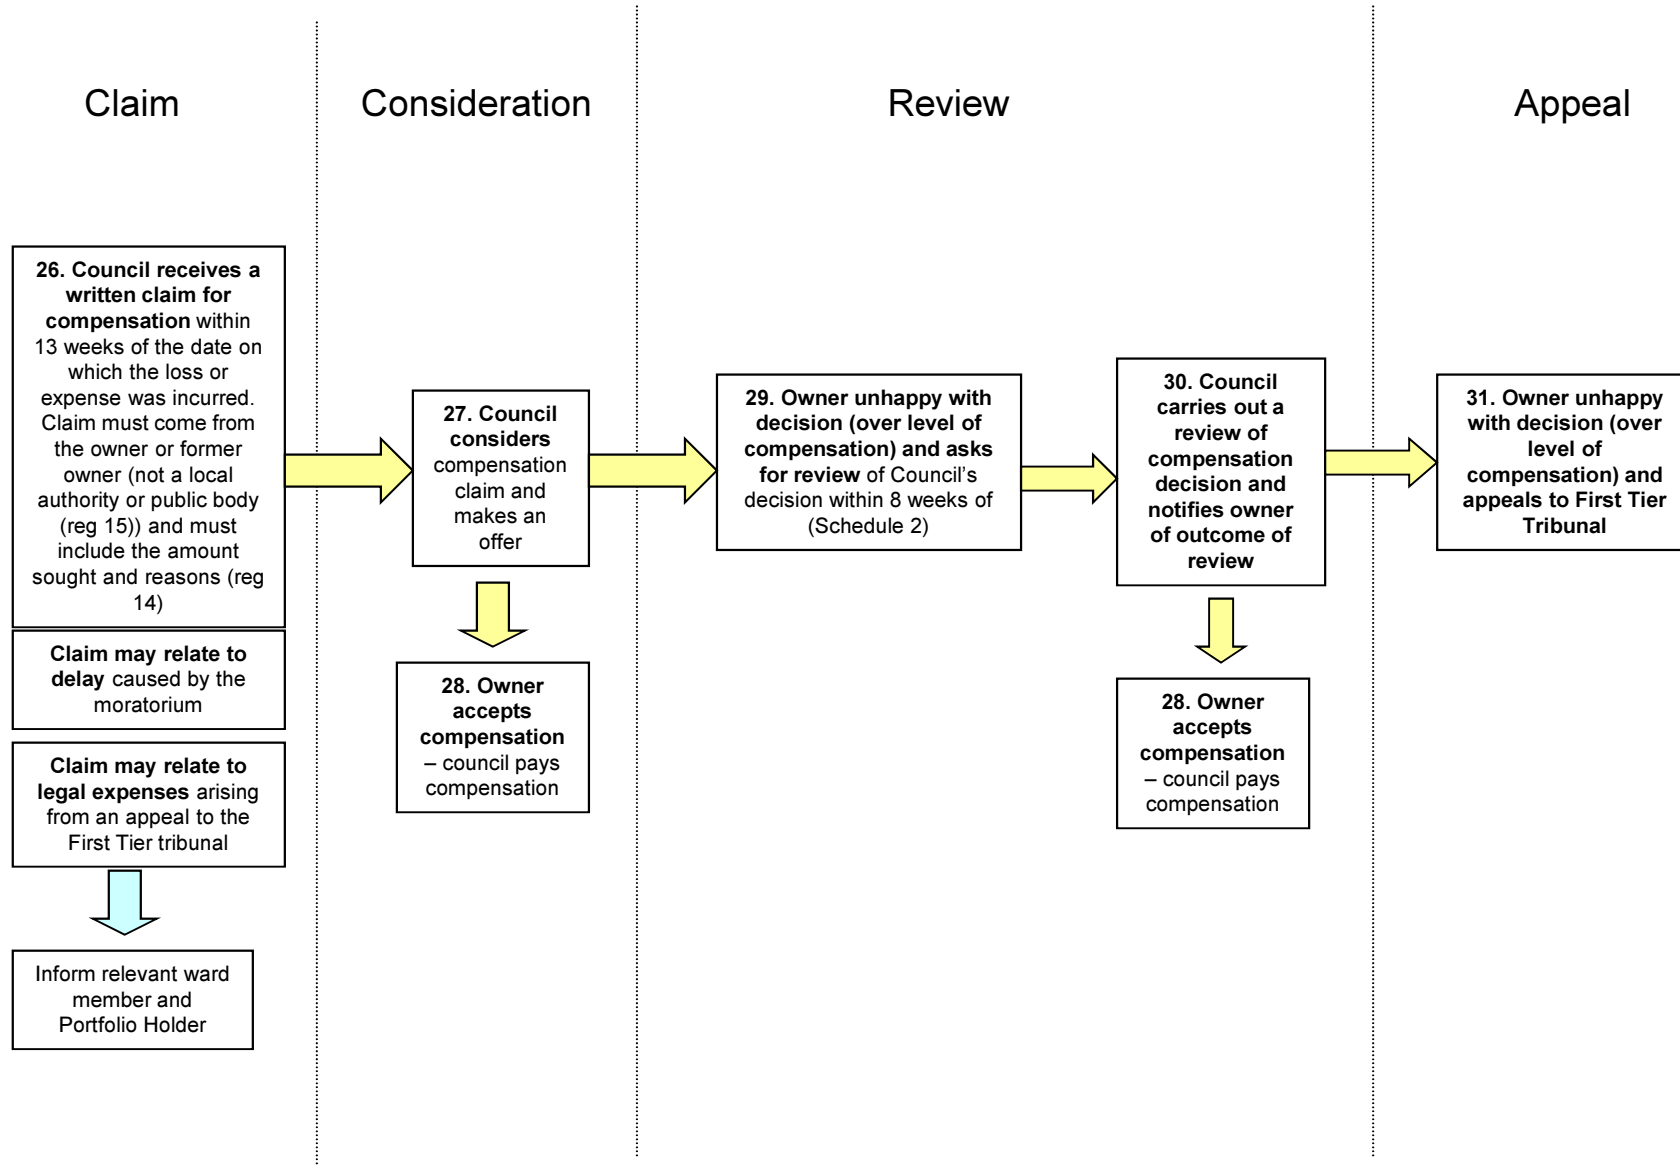 Claim
Consideration
Review
Appeal
26. Council receives a
written claim for
compensation within
13 weeks of the date on
which the loss or
expense was incurred.
Claim must come from
the owner or former
owner (not a local
authority or public body
(reg 15)) and must
include the amount
sought and reasons (reg
14)
Claim may relate to
delay caused by the
moratorium
Claim may relate to
legal expenses arising
from an appeal to the
First Tier tribunal
Inform relevant ward
member and
Portfolio Holder
27. Council
considers
compensation
claim and
makes an
offer
28. Owner
accepts
compensation
– council pays
compensation
29. Owner unhappy with
decision (over level of
compensation) and asks
for review of Council’s
decision within 8 weeks of
(Schedule 2)
30. Council
carries out a
review of
compensation
decision and
notifies owner
of outcome of
review
28. Owner
accepts
compensation
– council pays
compensation
31. Owner unhappy
with decision (over
level of
compensation) and
appeals to First Tier
Tribunal